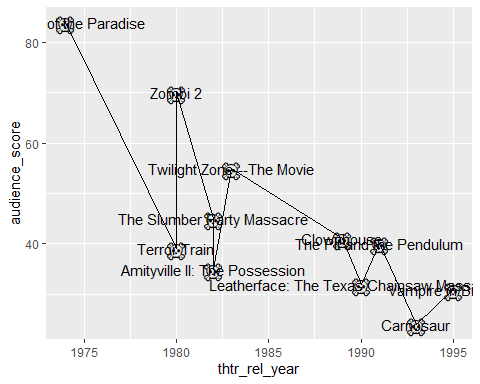 of the Paradise
80
Zombi 2
60
Twilight Zone--The Movie
The Slumber Party Massacre
Clownhouse
The Pit and the Pendulum
Terror Train
40
Amityville II: The Possession
Leatherface: The Texas Chainsaw Massa
Vampire in
Carnosaur
1975
1980
1985
1990
1995
thtr_rel_year
audience_score